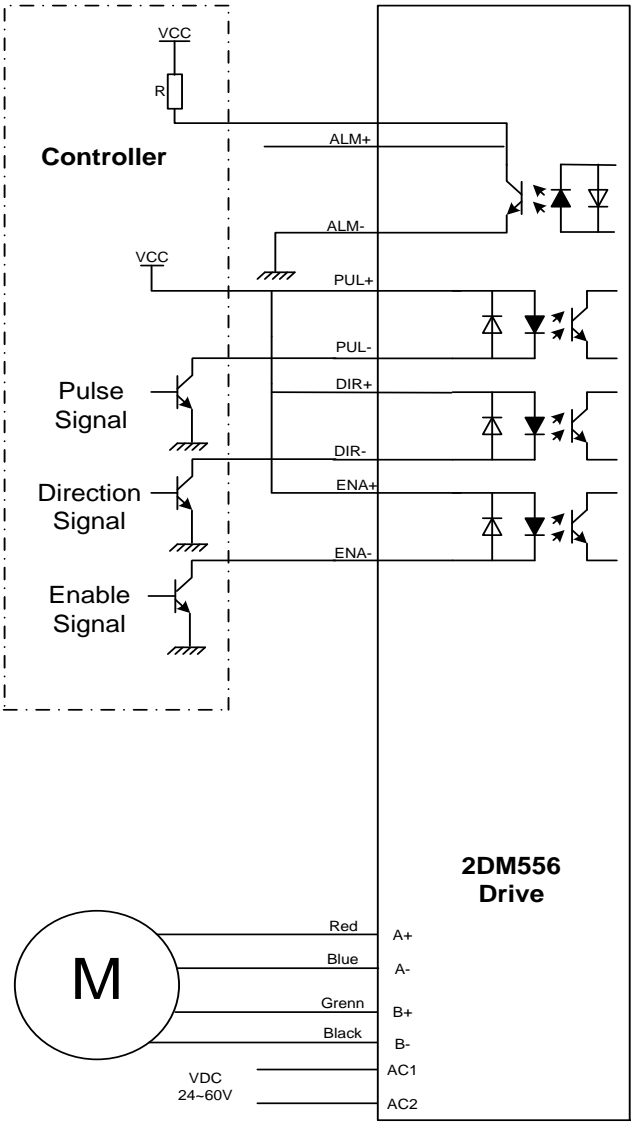 VCC
R
Controller
ALM+
ALM-
VCC
PUL+
PUL-
Pulse
Signal
DIR+
DIR-
Direction
Signal
ENA+
ENA-
Enable
Signal
2DM556
Drive
M
Red
A+
Blue
A-
Grenn
B+
Black
B-
VDC
24~60V
AC1
AC2